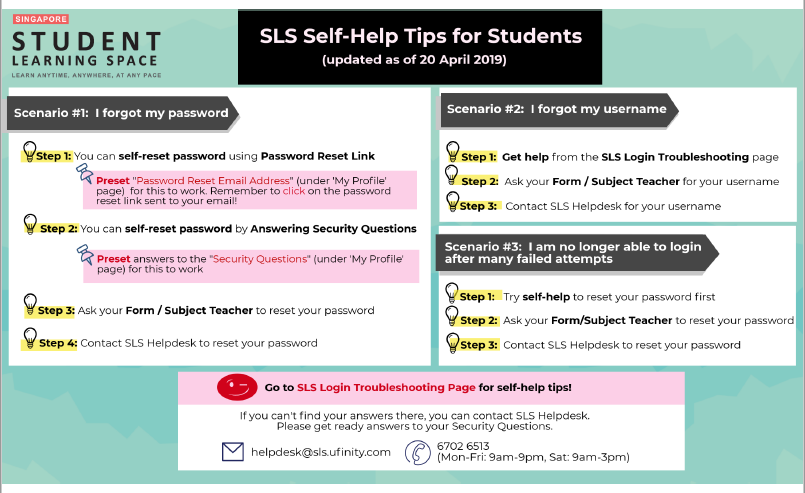 SINGAPORE
STUDENT
LEARNING SPACE
LEARN ANYTIME, ANYWHERE, AT ANY PACE
SLS Self-Help Tips for Students
(updated as of 20 April 2019)
Scenario #1: I forgot my password
Step 1: You can self-reset password using Password Reset Link
Preset "Password Reset Email Address" (under 'My Profile'
page) for this to work. Remember to click on the password
reset link sent to your email!
Step 2: You can self-reset password by Answering Security Questions
Preset answers to the "Security Questions" (under 'My Profile'
page) for this to work
Step 3: Ask your Form / Subject Teacher to reset your password
Step 4: Contact SLS Helpdesk to reset your password
Scenario #2: I forgot my username
Step 1: Get help from the SLS Login Troubleshooting page
Step 2: Ask your Form / Subject Teacher for your username
Step 3: Contact SLS Helpdesk for your username
Scenario #3: I am no longer able to login
after many failed attempts
Step 1: Try self-help to reset your password first
Step 2: Ask your Form/Subject Teacher to reset your password
Step 3: Contact SLS Helpdesk to reset your password
Go to SLS Login Troubleshooting Page for self-help tips!
If you can't find your answers there, you can contact SLS Helpdesk.
Please get ready answers to your Security Questions.
helpdesk@sls.ufinity.com
6702 6513
(Mon-Fri: 9am-9pm, Sat: 9am-3pm)